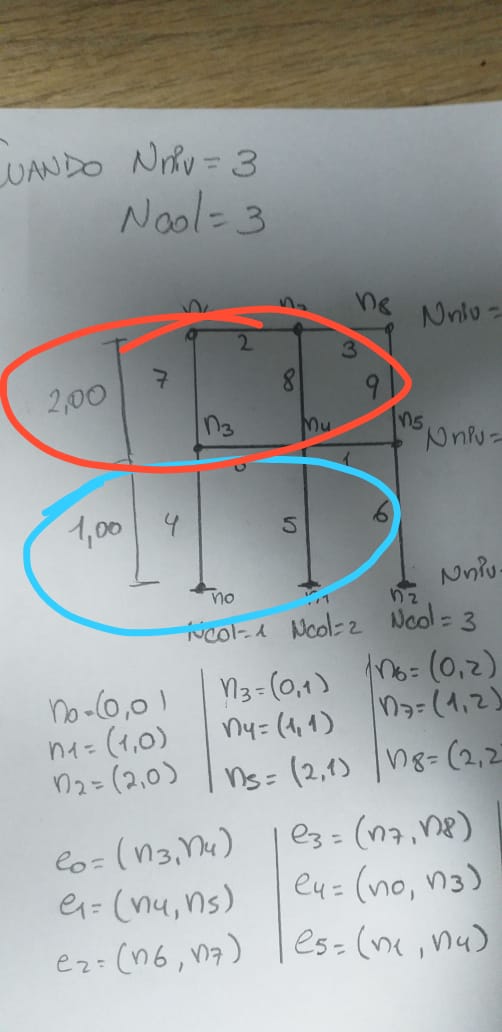 CUANDO Nniv = 3
Ncol = 3
n8 Nniv =
2 3
2,00 7 8 9
n3 n4 n5 Nniv =
1
1,00 4 5 6
n0 n1 n2 Nniv
Ncol = 1 Ncol = 2 Ncol = 3
n0 = (0,0)
n1 = (1,0)
n2 = (2,0)
n3 = (0,1)
n4 = (1,1)
n5 = (2,1)
n6 = (0,2)
n7 = (1,2)
n8 = (2,2
e0 = (n3, n4)
e1 = (n4, n5)
e2 = (n6, n7)
e3 = (n7, n8)
e4 = (n0, n3)
e5 = (n1, n4)